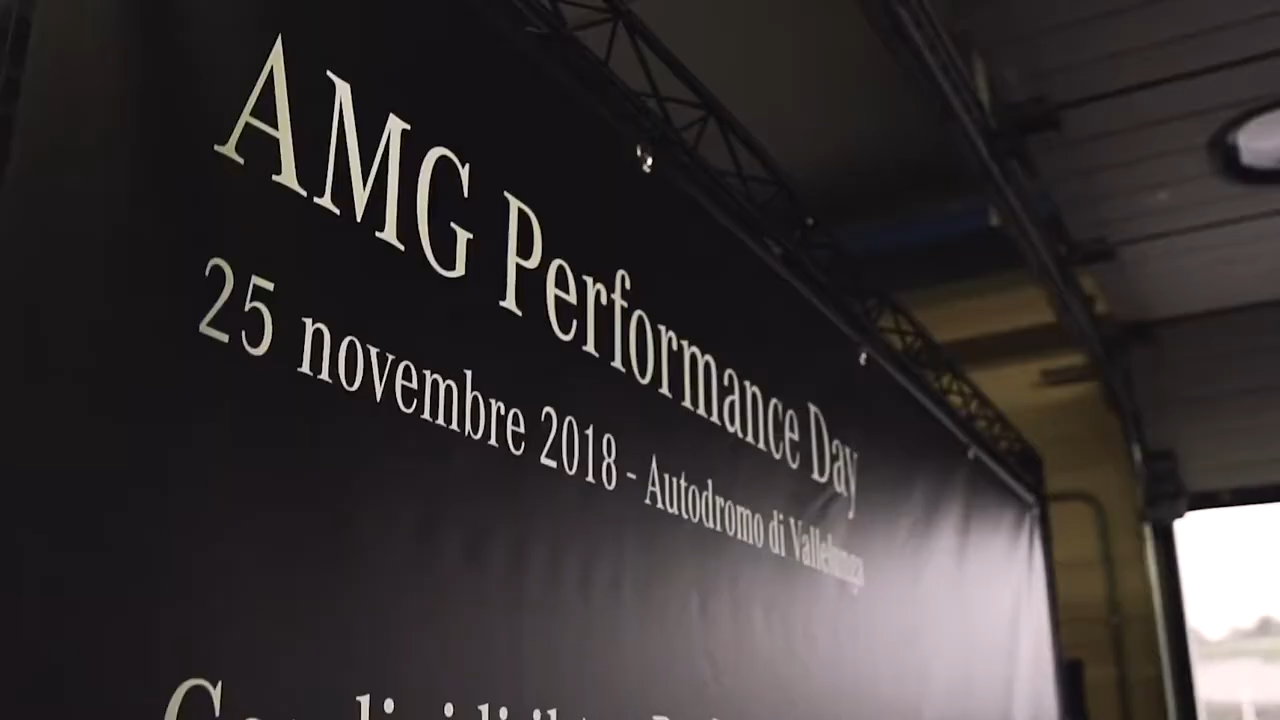 AMG Performance Day
25 novembre 2018 - Autodromo di Vallelunga